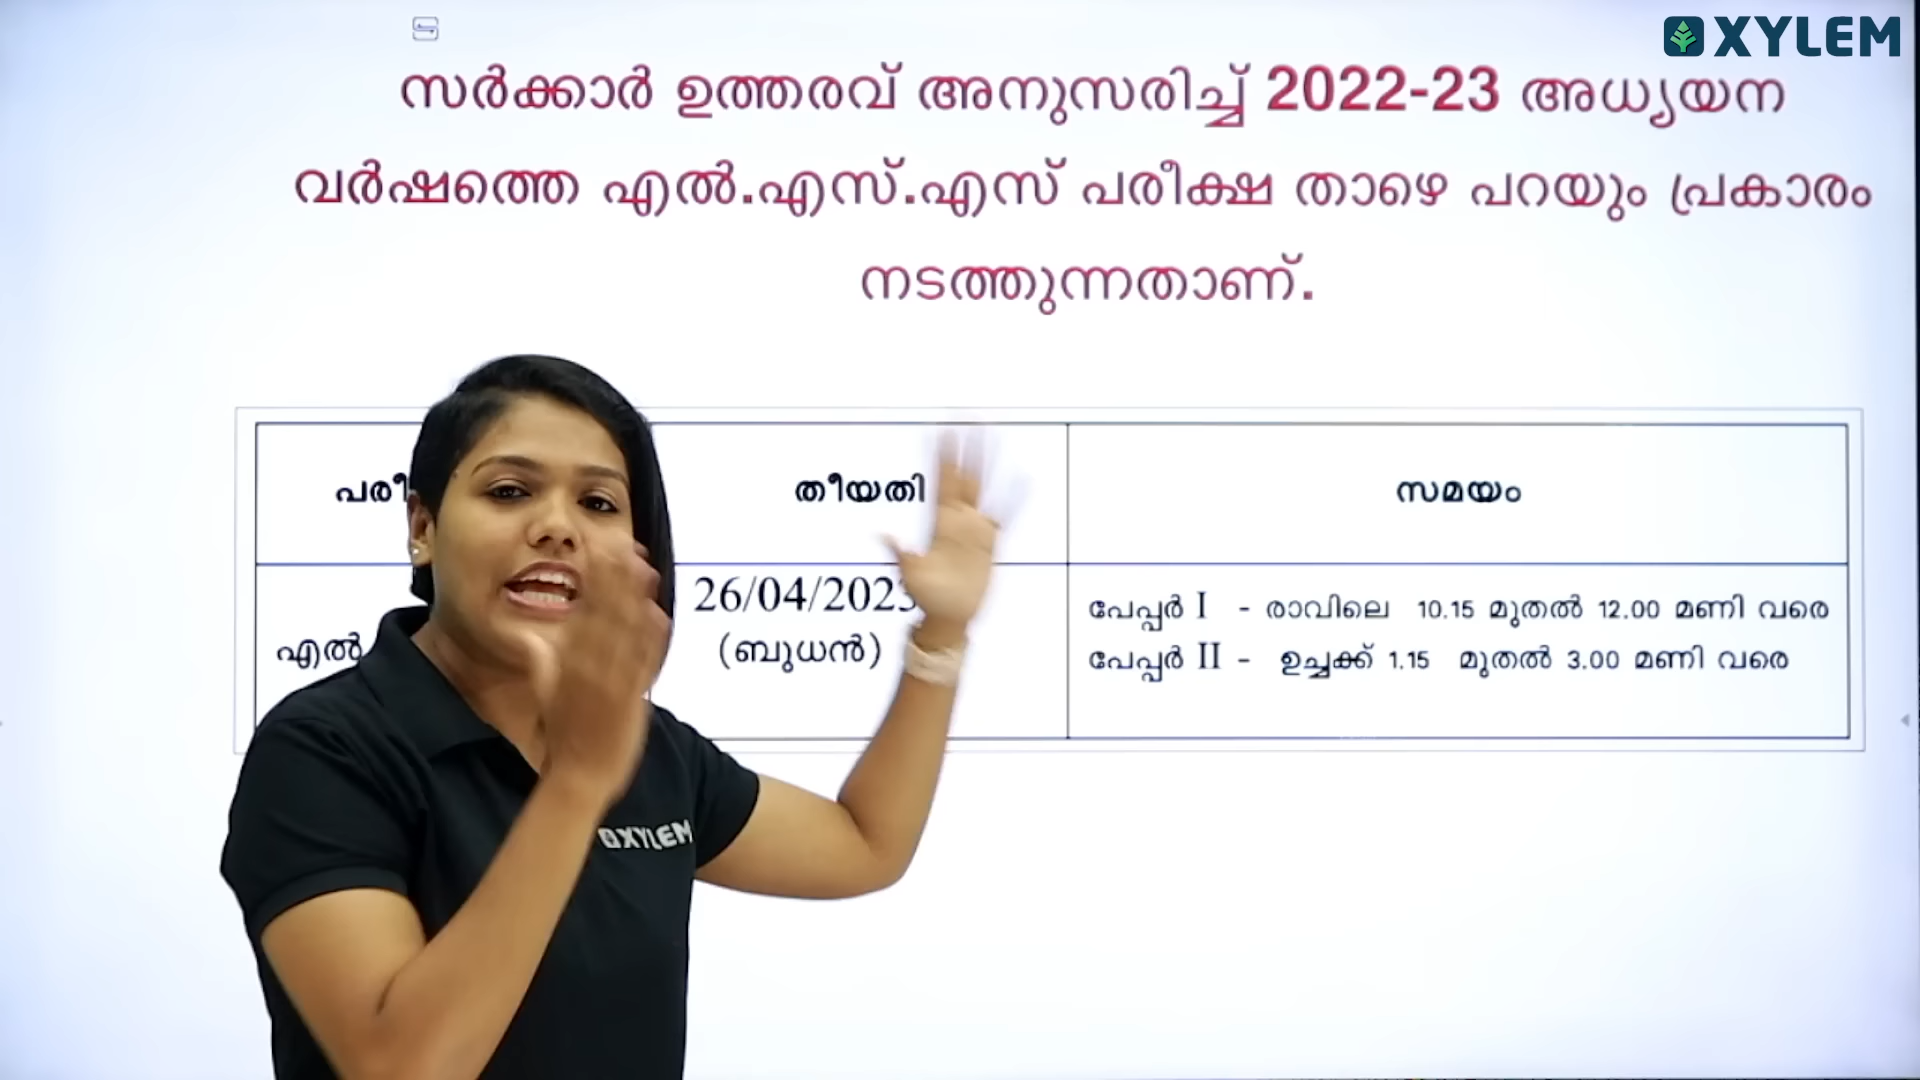 XYLEM
സർക്കാർ ഉത്തരവ് അനുസരിച്ച് 2022-23 അധ്യയന
വർഷത്തെ എൽ.എസ്.എസ് പരീക്ഷ താഴെ പറയും പ്രകാരം
നടത്തുന്നതാണ്.
തീയതി
സമയം
എൽ
26/04/2023
(ബുധൻ)
പേപ്പർ I - രാവിലെ 10.15 മുതൽ 12.00 മണി വരെ
പേപ്പർ II - ഉച്ചക്ക് 1.15 മുതൽ 3.00 മണി വരെ
XYLEM